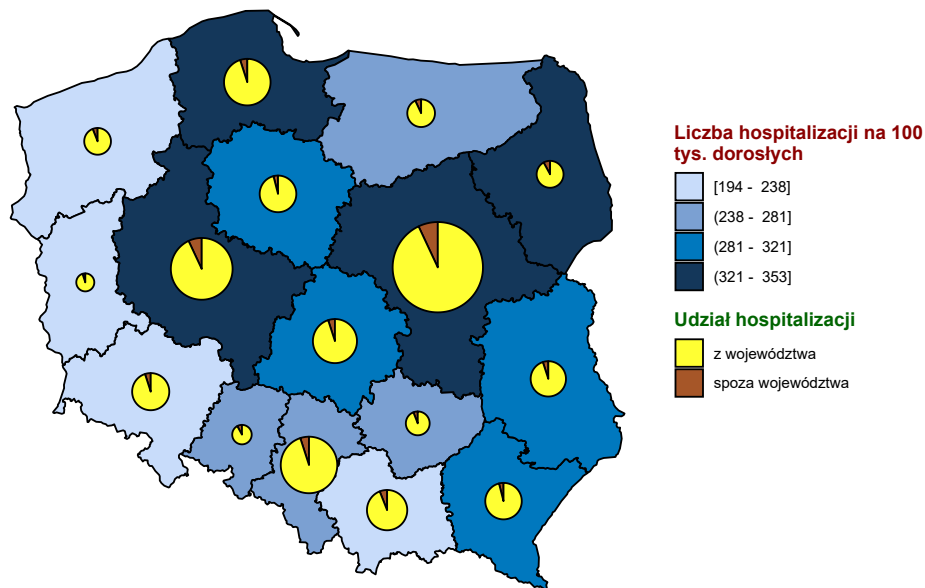 Liczba hospitalizacji na 100
tys. dorosłych
[194 - 238]
(238 - 281]
(281 - 321]
(321 - 353]
Udział hospitalizacji
z województwa
spoza województwa